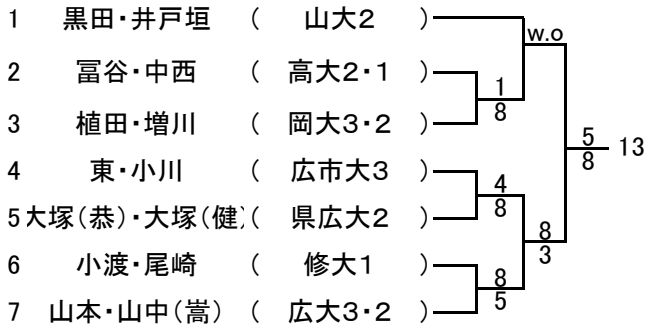 1 黒田・井戸垣 ( 山大2 )
w.o
2 冨谷・中西 ( 高大2・1 )
1
8
3 植田・増川 ( 岡大3・2 )
5
8
13
4 東・小川 ( 広市大3 )
4
8
5 大塚(恭)・大塚(健)( 県広大2 )
8
3
6 小渡・尾崎 ( 修大1 )
8
5
7 山本・山中(嵩) ( 広大3・2 )